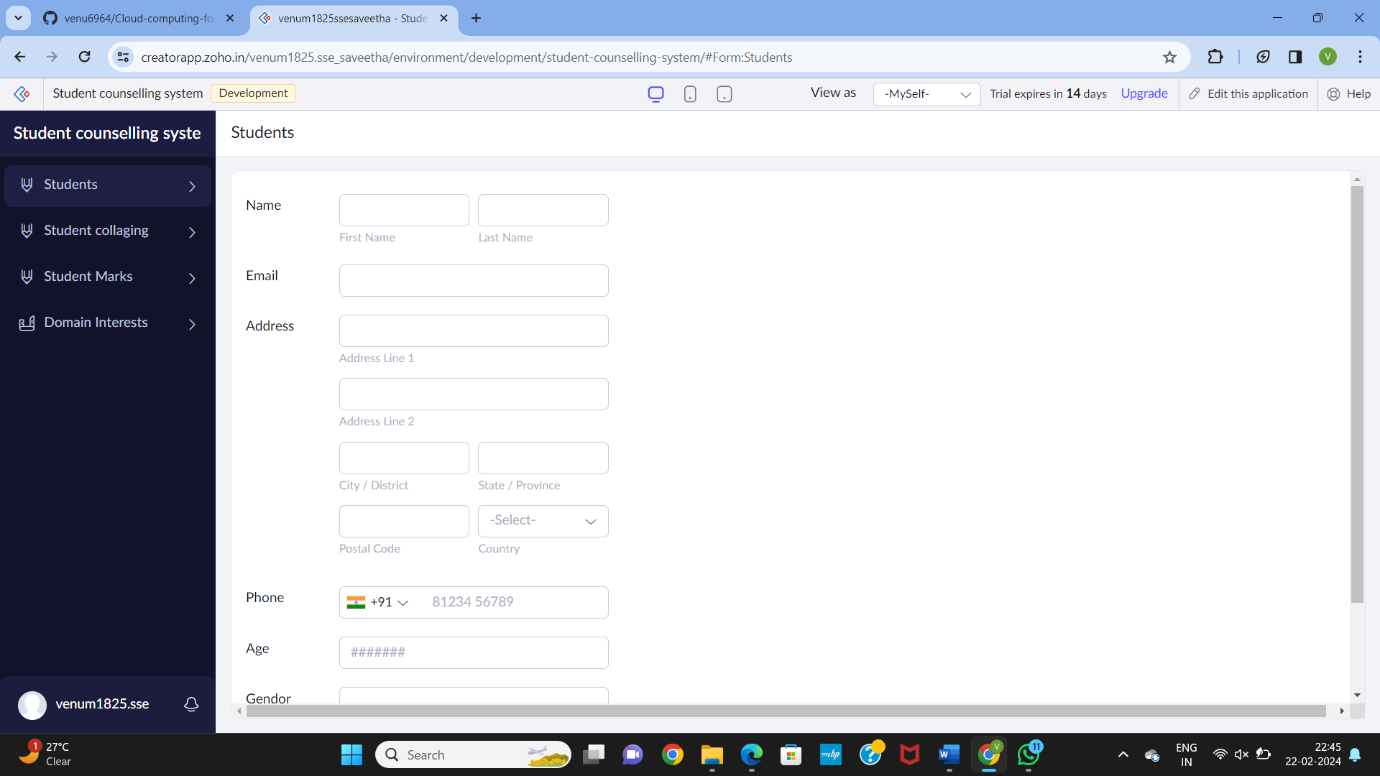 venu6964/Cloud-computing-fo
venum1825ssesaveetha - Stude
creatorapp.zoho.in/venum1825.sse_saveetha/environment/development/student-counselling-system/#Form:Students
V
Student counselling system
Development
View as
-MySelf-
Trial expires in 14 days
Upgrade
Edit this application
Help
Student counselling syste
Students
Students
Student collaging
Student Marks
Domain Interests
Name
First Name
Last Name
Email
Address
Address Line 1
Address Line 2
City / District
State / Province
-Select-
Postal Code
Country
Phone
+91
81234 56789
Age
#######
Gendor
venum1825.sse
1
27°C
Clear
Search
myhp
?
W
V
11
ENG
IN
22:45
22-02-2024